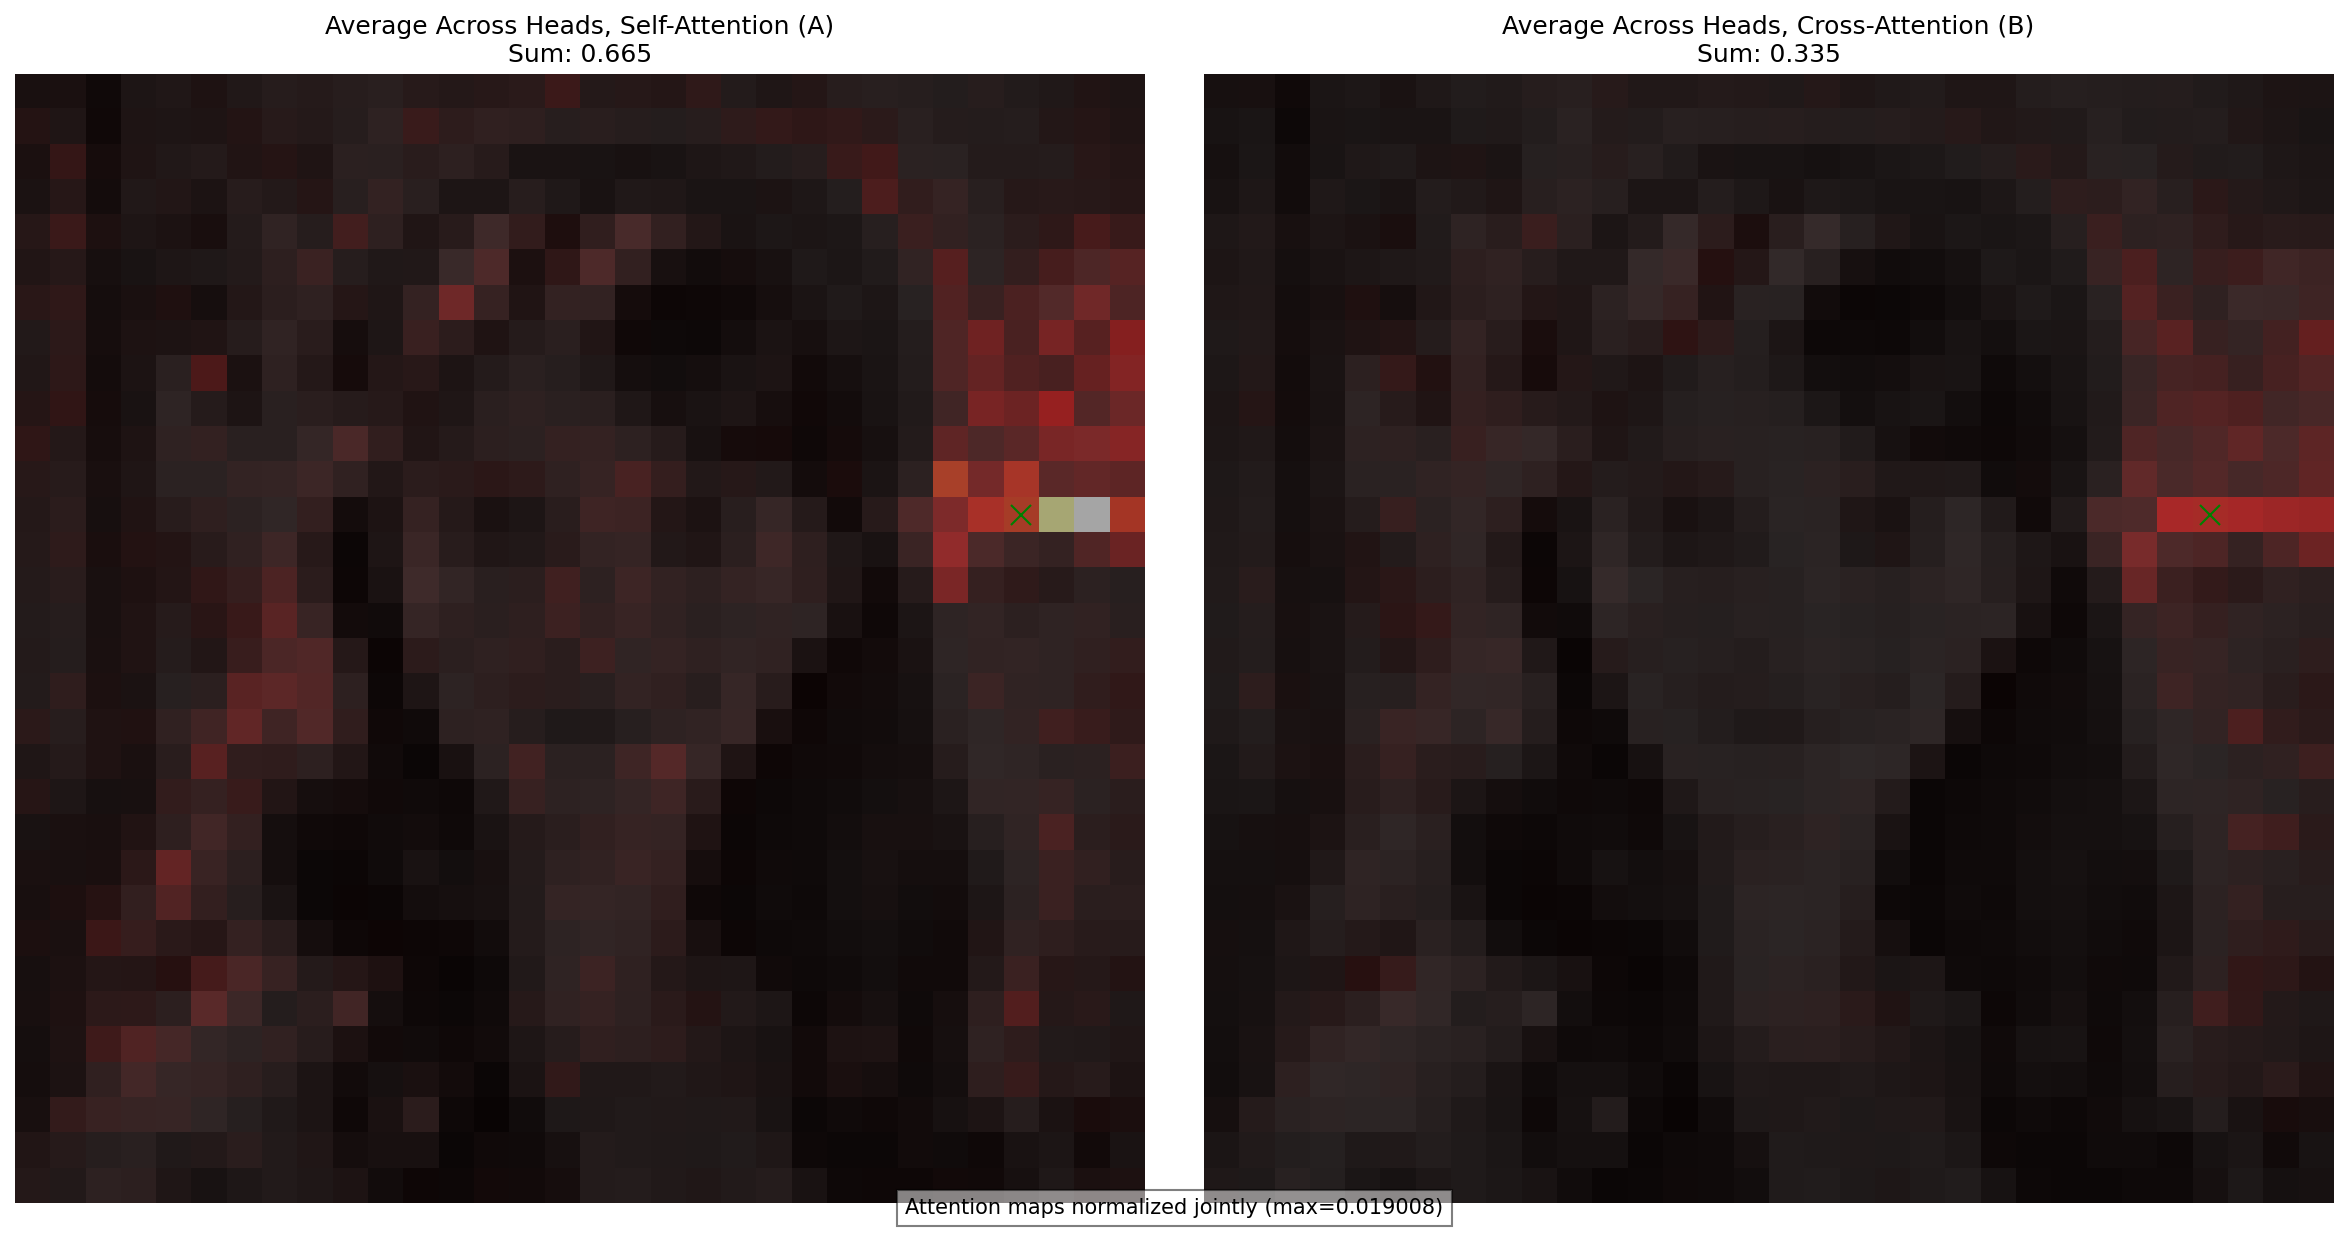 Average Across Heads, Self-Attention (A)
Sum: 0.665
Average Across Heads, Cross-Attention (B)
Sum: 0.335
Attention maps normalized jointly (max=0.019008)